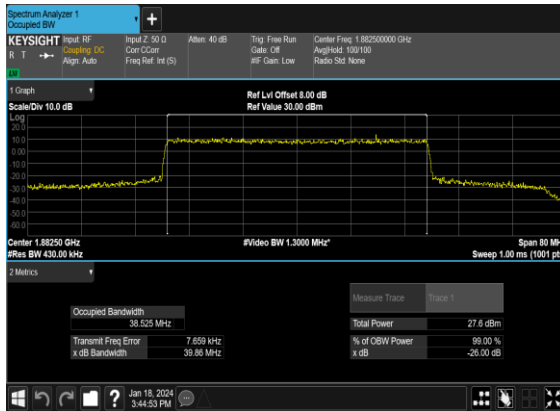 Spectrum Analyzer 1
Occupied BW
+
KEYSIGHT Input: RF Input Z: 50 Ω Atten: 40 dB Trig: Free Run Center Freq: 1.882500000 GHz
R T Coupling: DC Corr CCorr Gate: Off Avg|Hold: 100/100
Align: Auto Freq Ref: Int (S) #IF Gain: Low Radio Std: None
LXI
1 Graph
Ref Lvl Offset 8.00 dB
Scale/Div 10.0 dB Ref Value 30.00 dBm
Log
20.0
10.0
0.00
-10.0
-20.0
-30.0
-40.0
-50.0
-60.0
Center 1.88250 GHz #Video BW 1.3000 MHz* Span 80 MH
#Res BW 430.00 kHz Sweep 1.00 ms (1001 pt
2 Metrics
Measure Trace Trace 1
Occupied Bandwidth
38.525 MHz Total Power 27.6 dBm
Transmit Freq Error 7.659 kHz % of OBW Power 99.00 %
x dB Bandwidth 39.86 MHz x dB -26.00 dB
? Jan 18, 2024
3:44:53 PM